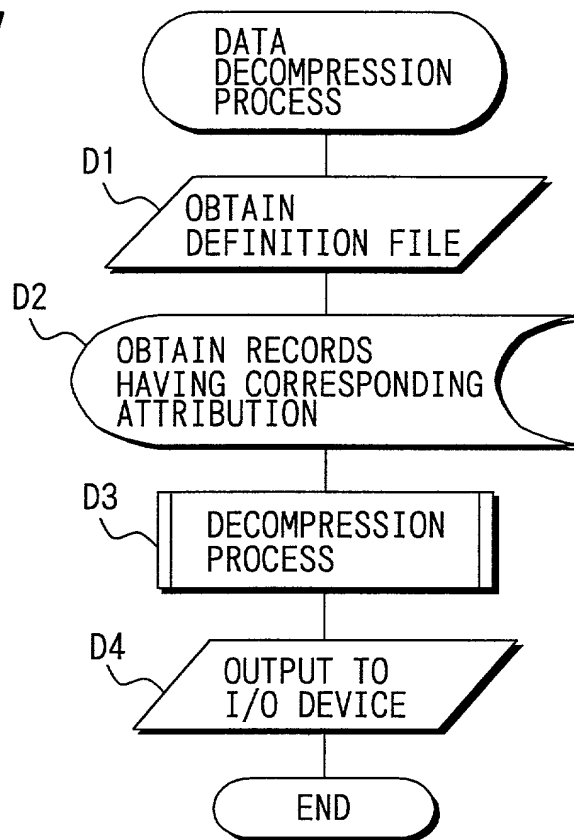 DATA
DECOMPRESSION
PROCESS
D1
OBTAIN
DEFINITION FILE
D2
OBTAIN RECORDS
HAVING CORRESPONDING
ATTRIBUTION
D3
DECOMPRESSION
PROCESS
D4
OUTPUT TO
I/O DEVICE
END